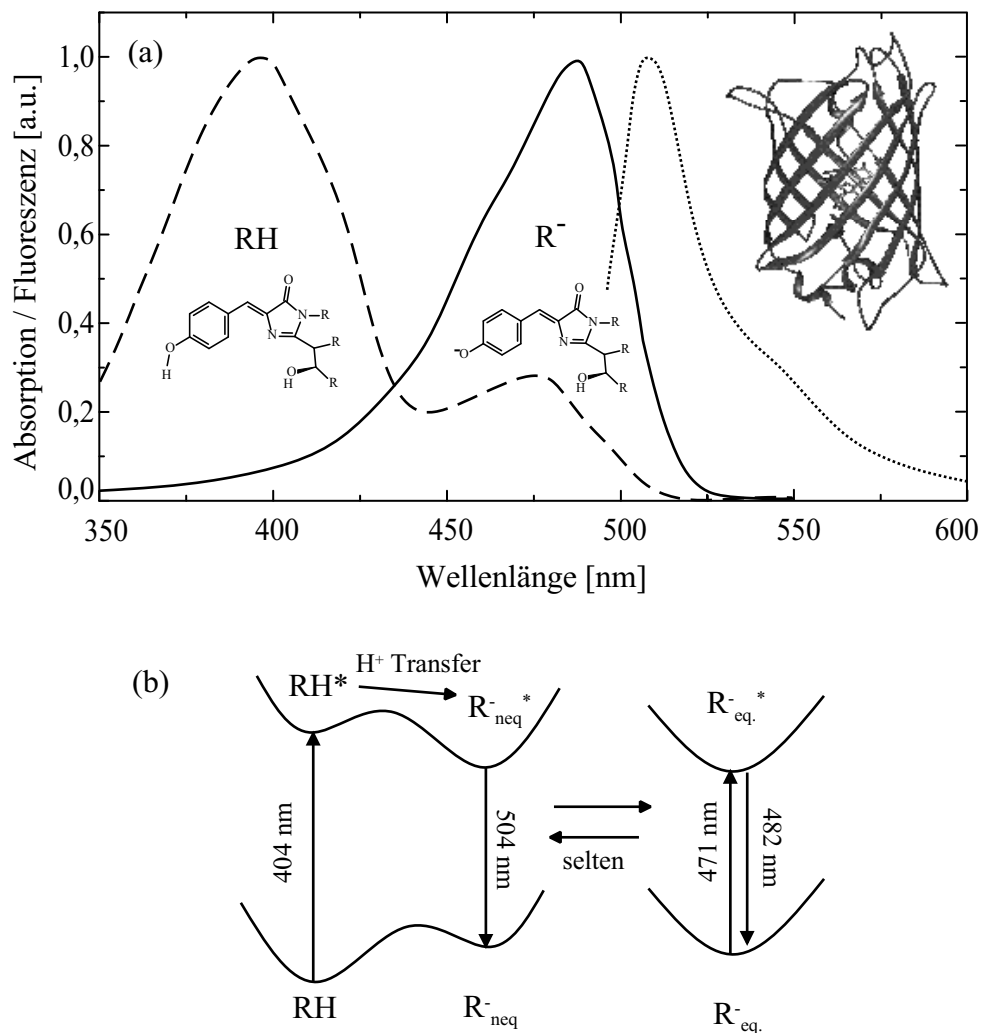 (a)
Absorption / Fluoreszenz [a.u.]
1,0
0,8
0,6
0,4
0,2
0,0
RH
R⁻
O
N
R
N
R
O
H
O
H
R
O
N
R
N
R
⁻O
O
H
R
350
400
450
500
550
600
Wellenlänge [nm]
(b)
H⁺ Transfer
RH*
R⁻neq*
R⁻eq.*
404 nm
504 nm
selten
471 nm
482 nm
RH
R⁻neq
R⁻eq.